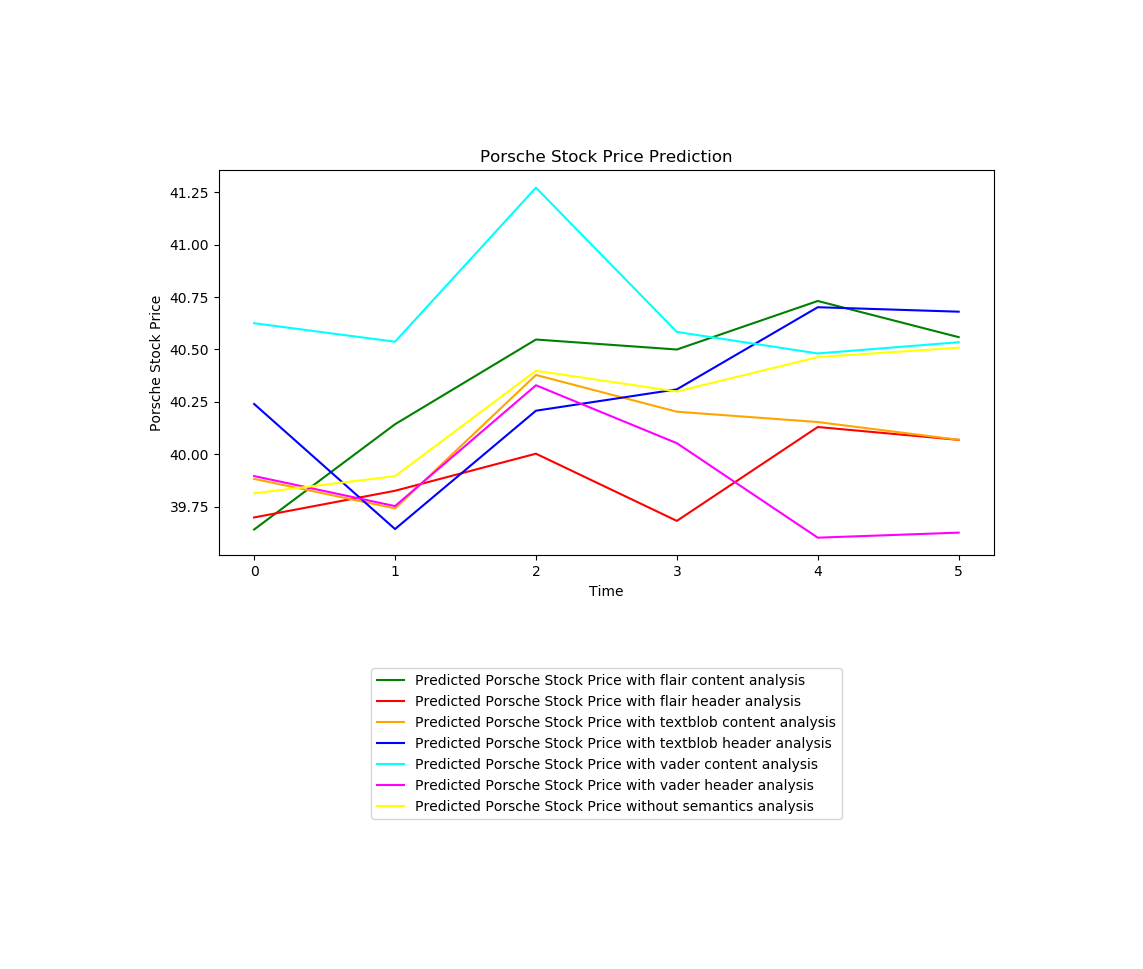 Porsche Stock Price Prediction
41.25
41.00
40.75
40.50
40.25
40.00
39.75
Porsche Stock Price
0 1 2 3 4 5
Time
Predicted Porsche Stock Price with flair content analysis
Predicted Porsche Stock Price with flair header analysis
Predicted Porsche Stock Price with textblob content analysis
Predicted Porsche Stock Price with textblob header analysis
Predicted Porsche Stock Price with vader content analysis
Predicted Porsche Stock Price with vader header analysis
Predicted Porsche Stock Price without semantics analysis